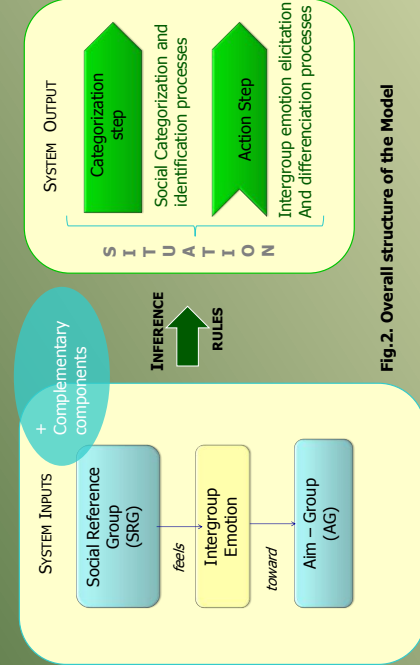 SYSTEM INPUTS
+
Complementary
components
Social Reference
Group
(SRG)
feels
Intergroup
Emotion
toward
Aim – Group
(AG)
INFERENCE
RULES
SYSTEM OUTPUT
SITUATION
Categorization
step
Social Categorization and
identification processes
Action Step
Intergroup emotion elicitation
And differenciation processes
Fig.2. Overall structure of the Model